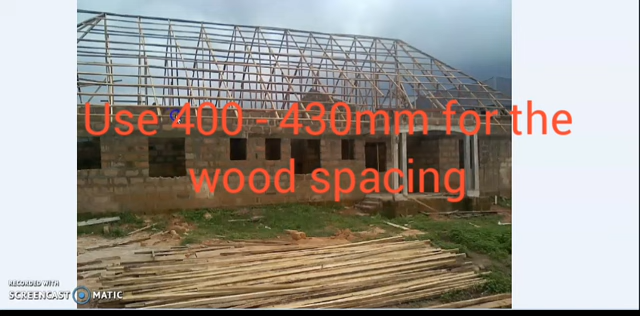 Use 400 - 430mm for the
wood spacing
RECORDED WITH
SCREENCAST MATIC